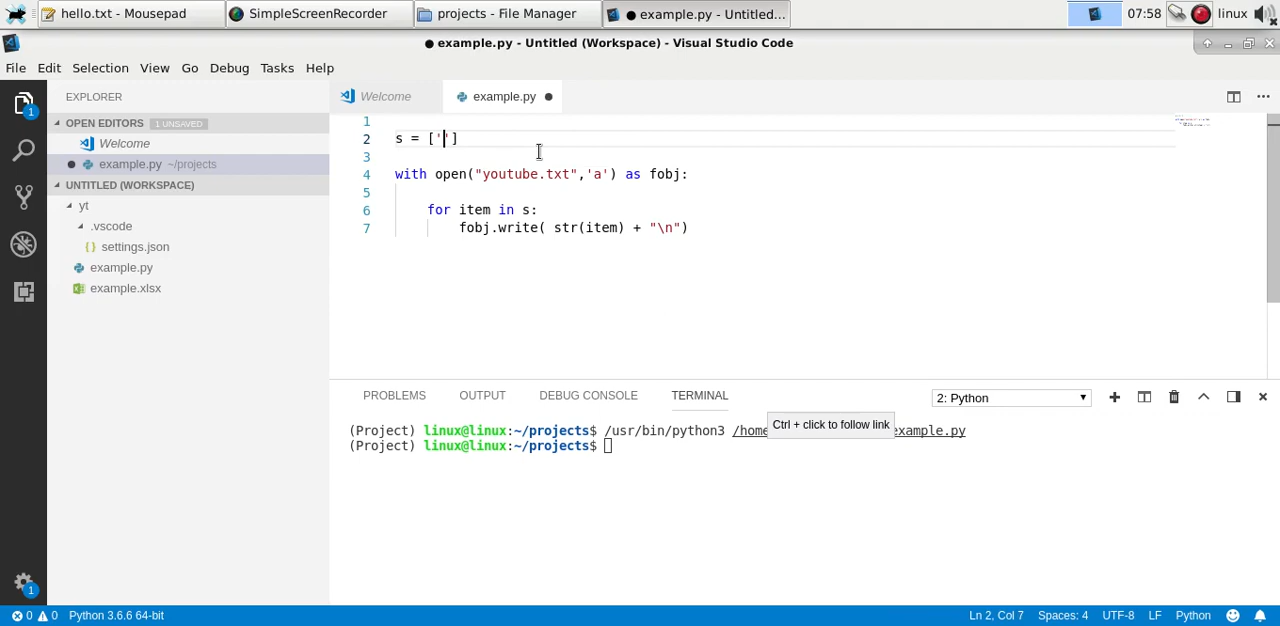 hello.txt - Mousepad
SimpleScreenRecorder
projects - File Manager
● example.py - Untitled...
07:58
linux
● example.py - Untitled (Workspace) - Visual Studio Code
File Edit Selection View Go Debug Tasks Help
EXPLORER
1
OPEN EDITORS 1 UNSAVED
Welcome
● example.py ~/projects
UNTITLED (WORKSPACE)
yt
.vscode
{ } settings.json
example.py
example.xlsx
1
Welcome
example.py ●
1
2 s = ['']
3
4 with open("youtube.txt",'a') as fobj:
5
6 for item in s:
7 fobj.write( str(item) + "\n")
PROBLEMS OUTPUT DEBUG CONSOLE TERMINAL
2: Python
Ctrl + click to follow link
(Project) linux@linux:~/projects$ /usr/bin/python3 /home example.py
(Project) linux@linux:~/projects$
0 0 Python 3.6.6 64-bit
Ln 2, Col 7 Spaces: 4 UTF-8 LF Python